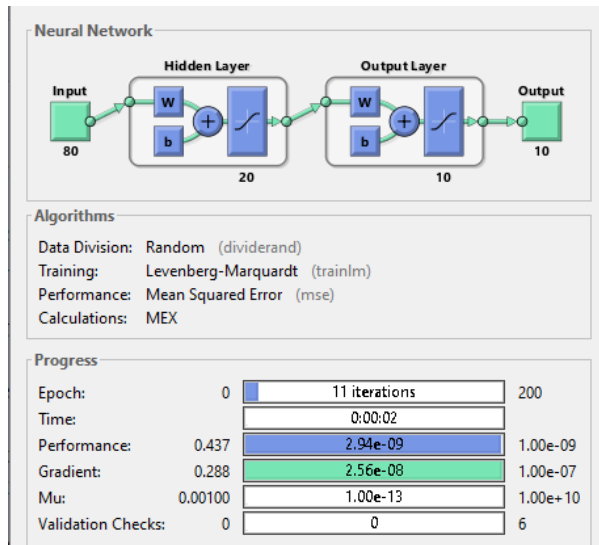 Neural Network
Hidden Layer
Output Layer
Input
Output
W
W
+
+
b
b
80
10
20
10
Algorithms
Data Division: Random (dividerand)
Training: Levenberg-Marquardt (trainlm)
Performance: Mean Squared Error (mse)
Calculations: MEX
Progress
Epoch: 0 11 iterations 200
Time: 0:00:02
Performance: 0.437 2.94e-09 1.00e-09
Gradient: 0.288 2.56e-08 1.00e-07
Mu: 0.00100 1.00e-13 1.00e+10
Validation Checks: 0 0 6